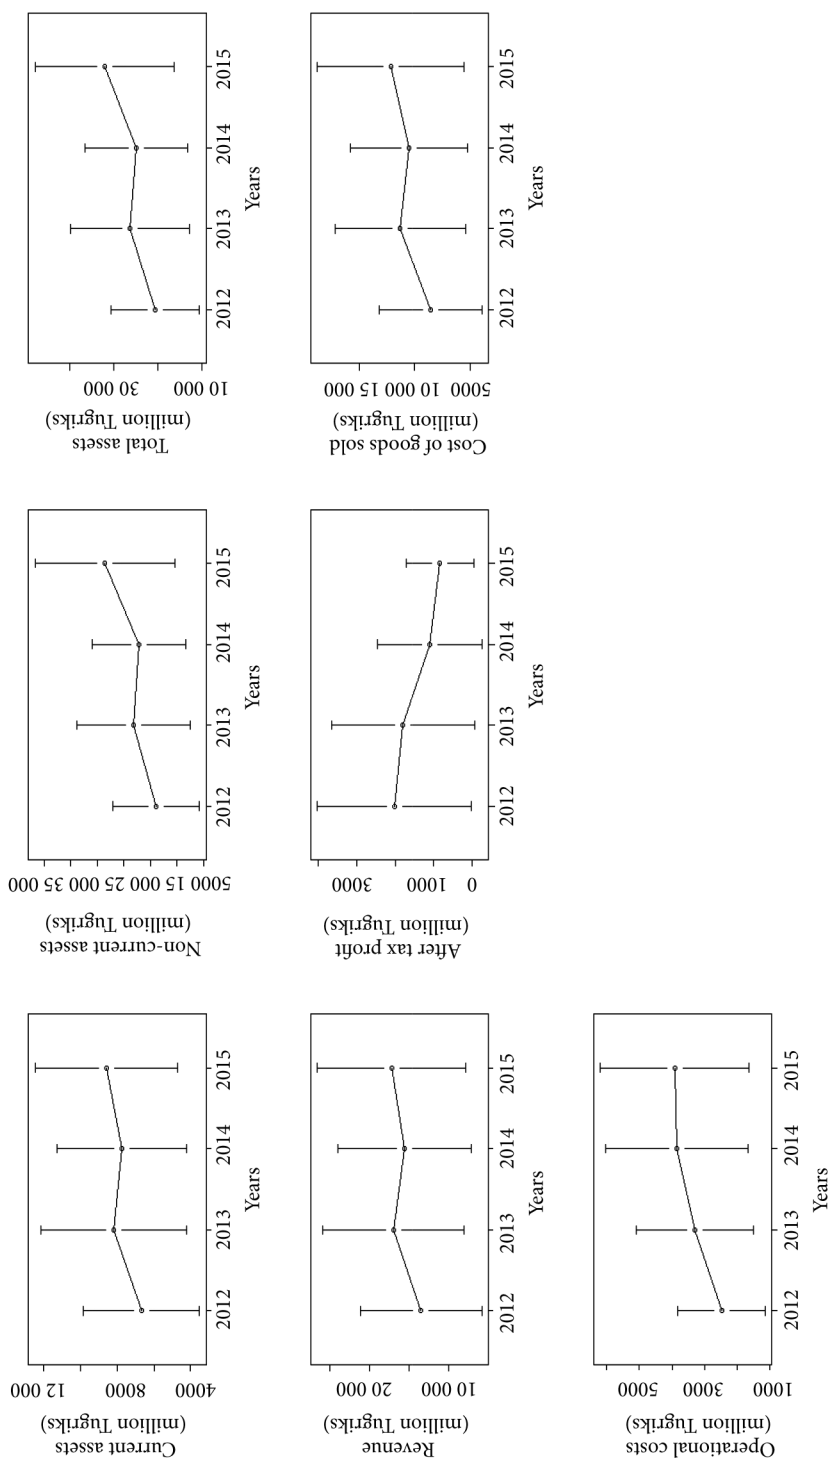 Current assets
(million Tugriks)
4000 8000 12 000
2012 2013 2014 2015
Years
Non-current assets
(million Tugriks)
5000 15 000 25 000 35 000
2012 2013 2014 2015
Years
Total assets
(million Tugriks)
10 000 30 000
2012 2013 2014 2015
Years
Revenue
(million Tugriks)
10 000 20 000
2012 2013 2014 2015
Years
After tax profit
(million Tugriks)
0 1000 3000
2012 2013 2014 2015
Years
Cost of goods sold
(million Tugriks)
5000 10 000 15 000
2012 2013 2014 2015
Years
Operational costs
(million Tugriks)
1000 3000 5000
2012 2013 2014 2015
Years